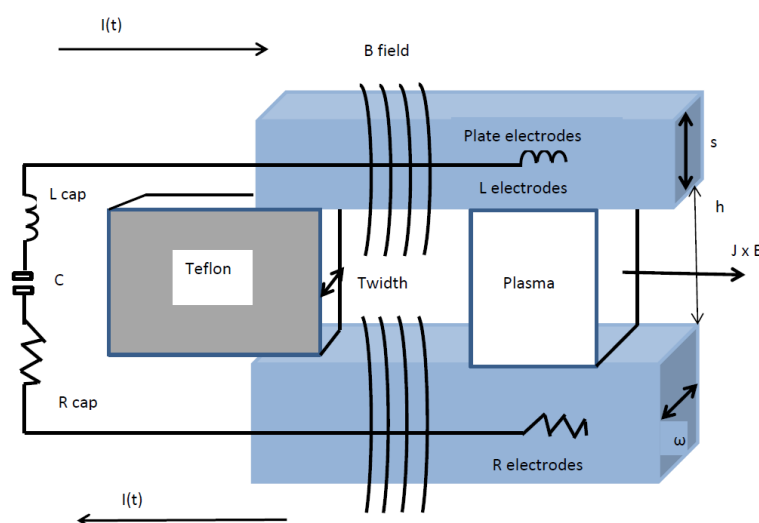 I(t)
B field
Plate electrodes
s
L cap
L electrodes
h
J x B
Teflon
C
Twidth
Plasma
R cap
ω
R electrodes
I(t)